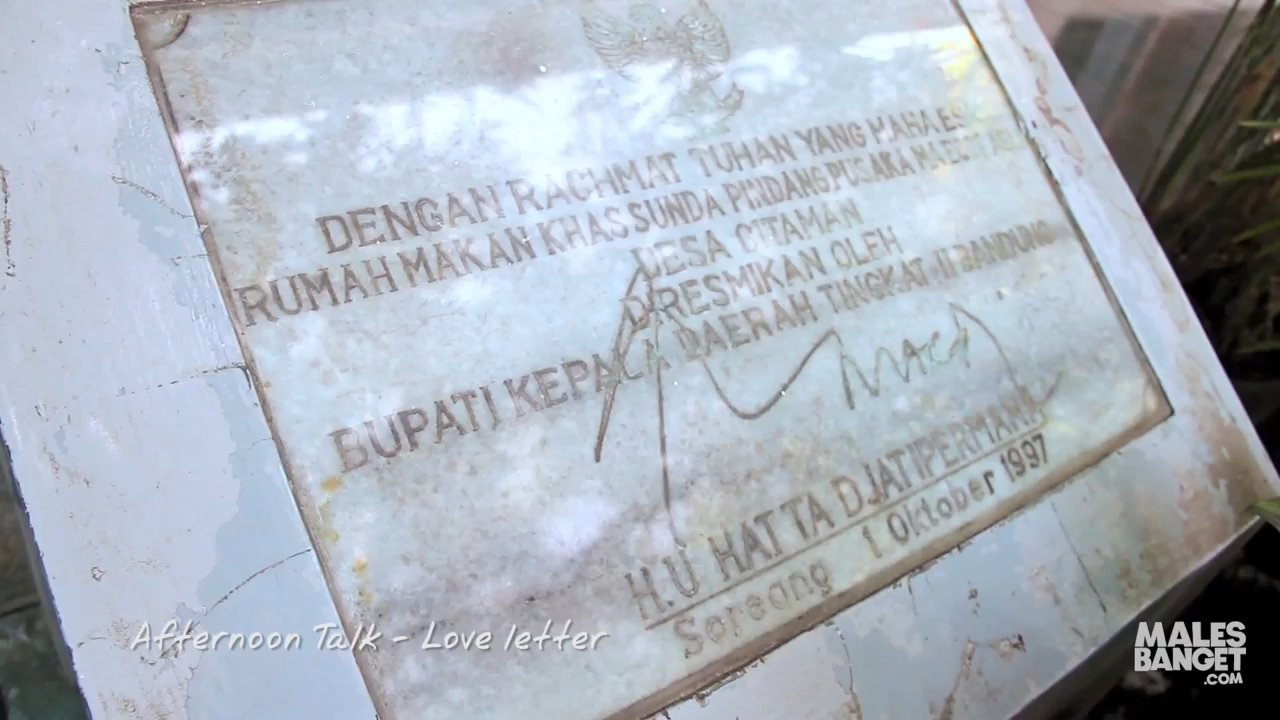 DENGAN RACHMAT TUHAN YANG MAHA
RUMAH MAKAN KHAS SUNDA PINDANG PUSAKA
DESA CITAMAN
DIRESMIKAN OLEH
BUPATI KEPALA DAERAH TINGKAT II BANDUNG
H.U HATTA DJATIPERMANA
Soreang 1 Oktober 1997
Afternoon Talk - Love letter
MALES
BANGET
.COM